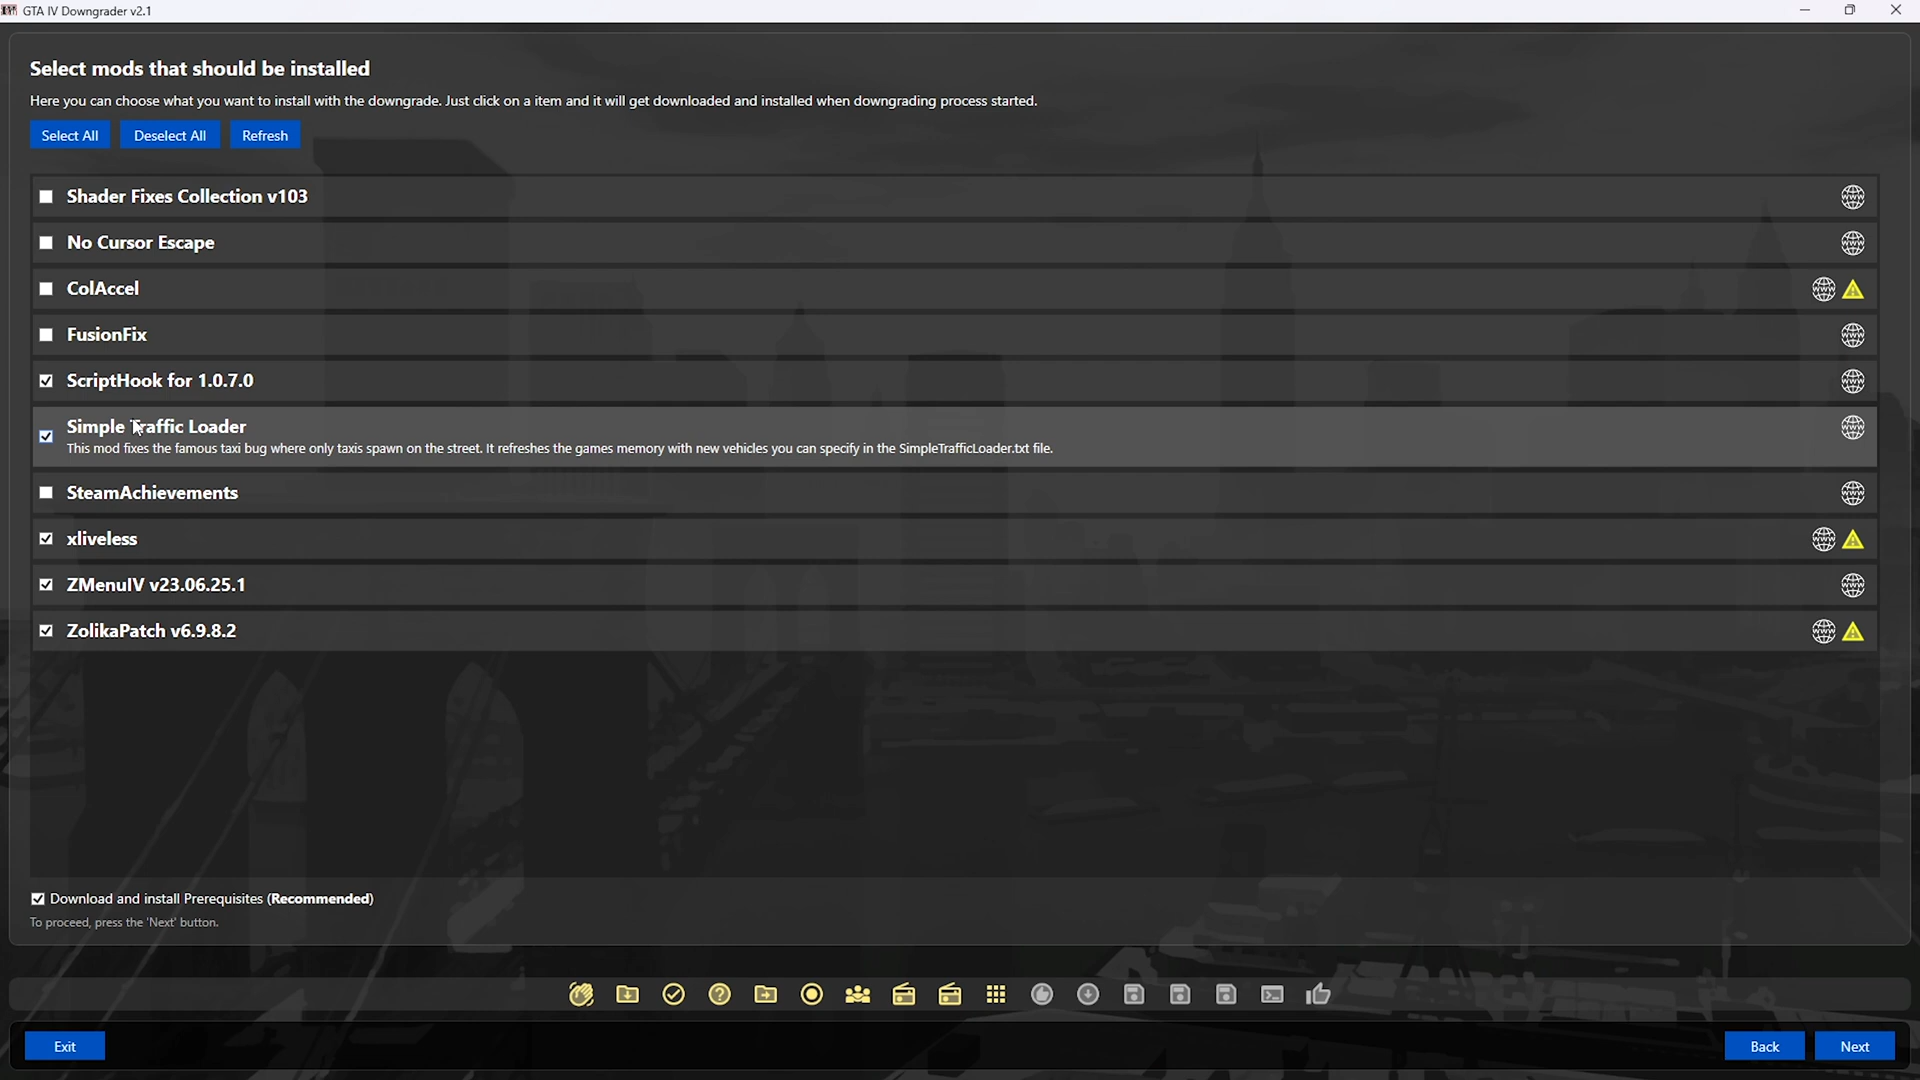 GTA IV Downgrader v2.1
Select mods that should be installed
Here you can choose what you want to install with the downgrade. Just click on a item and it will get downloaded and installed when downgrading process started.
Select All
Deselect All
Refresh
Shader Fixes Collection v103
No Cursor Escape
ColAccel
FusionFix
ScriptHook for 1.0.7.0
Simple Traffic Loader
This mod fixes the famous taxi bug where only taxis spawn on the street. It refreshes the games memory with new vehicles you can specify in the SimpleTrafficLoader.txt file.
SteamAchievements
xliveless
ZMenuIV v23.06.25.1
ZolikaPatch v6.9.8.2
Download and install Prerequisites (Recommended)
To proceed, press the 'Next' button.
Exit
Back
Next